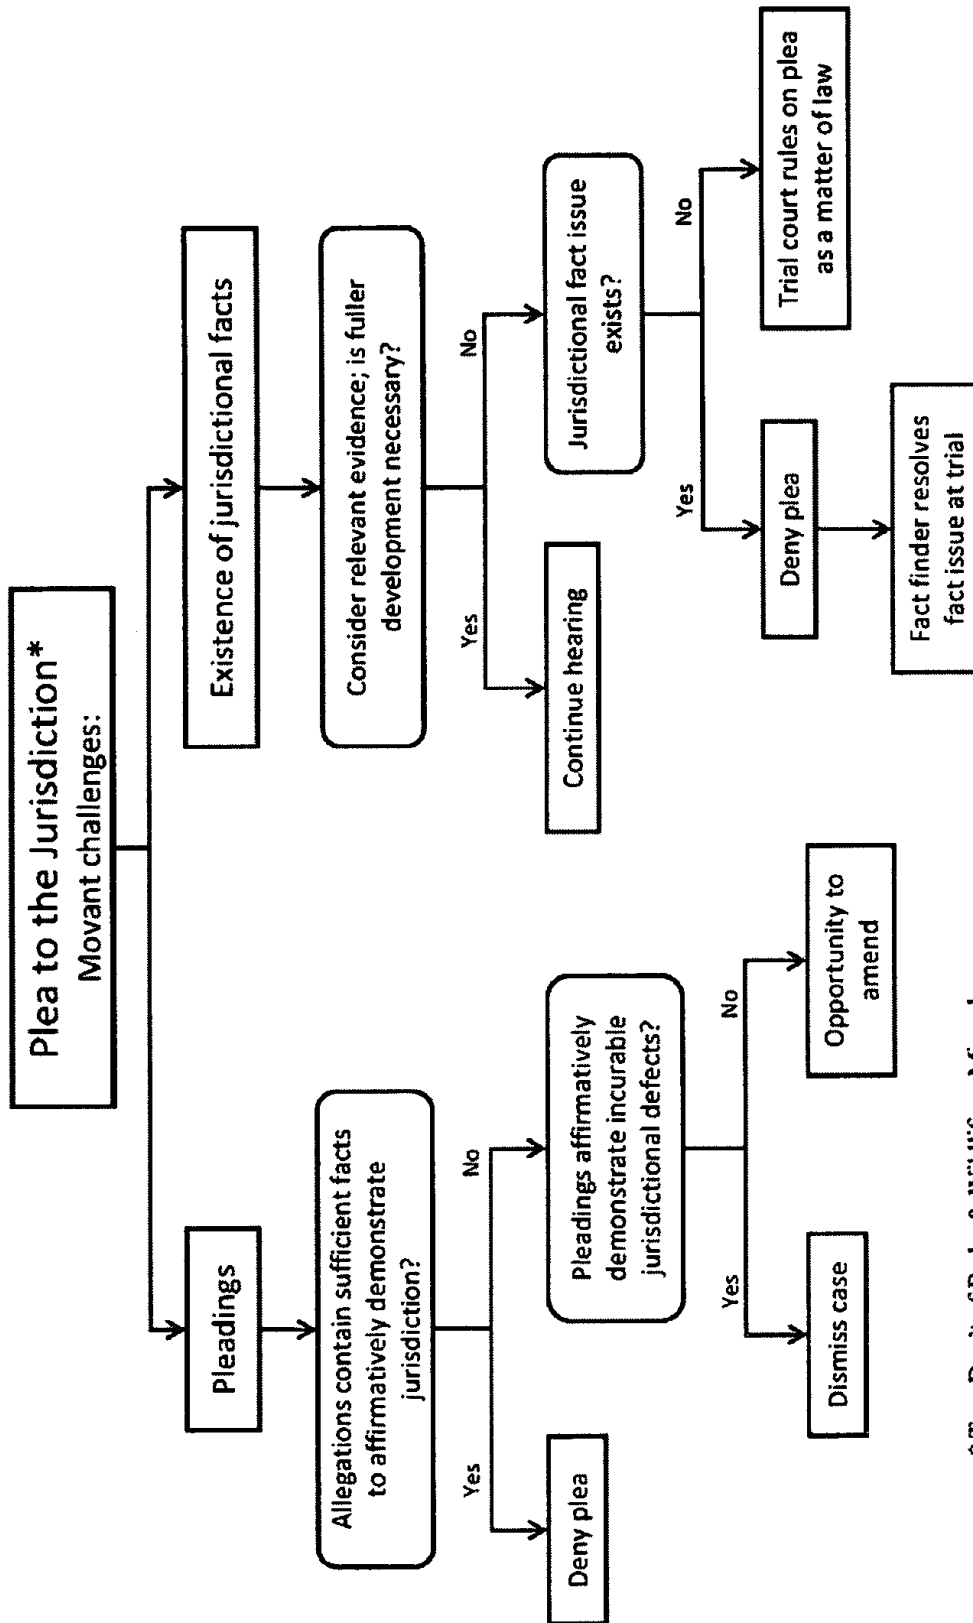 Plea to the Jurisdiction*
Movant challenges:
Pleadings
Existence of jurisdictional facts
Allegations contain sufficient facts
to affirmatively demonstrate
jurisdiction?
Consider relevant evidence; is fuller
development necessary?
Yes
No
Yes
No
Deny plea
Pleadings affirmatively
demonstrate incurable
jurisdictional defects?
Continue hearing
Jurisdictional fact issue
exists?
Yes
No
Yes
No
Dismiss case
Opportunity to
amend
Deny plea
Trial court rules on plea
as a matter of law
Fact finder resolves
fact issue at trial